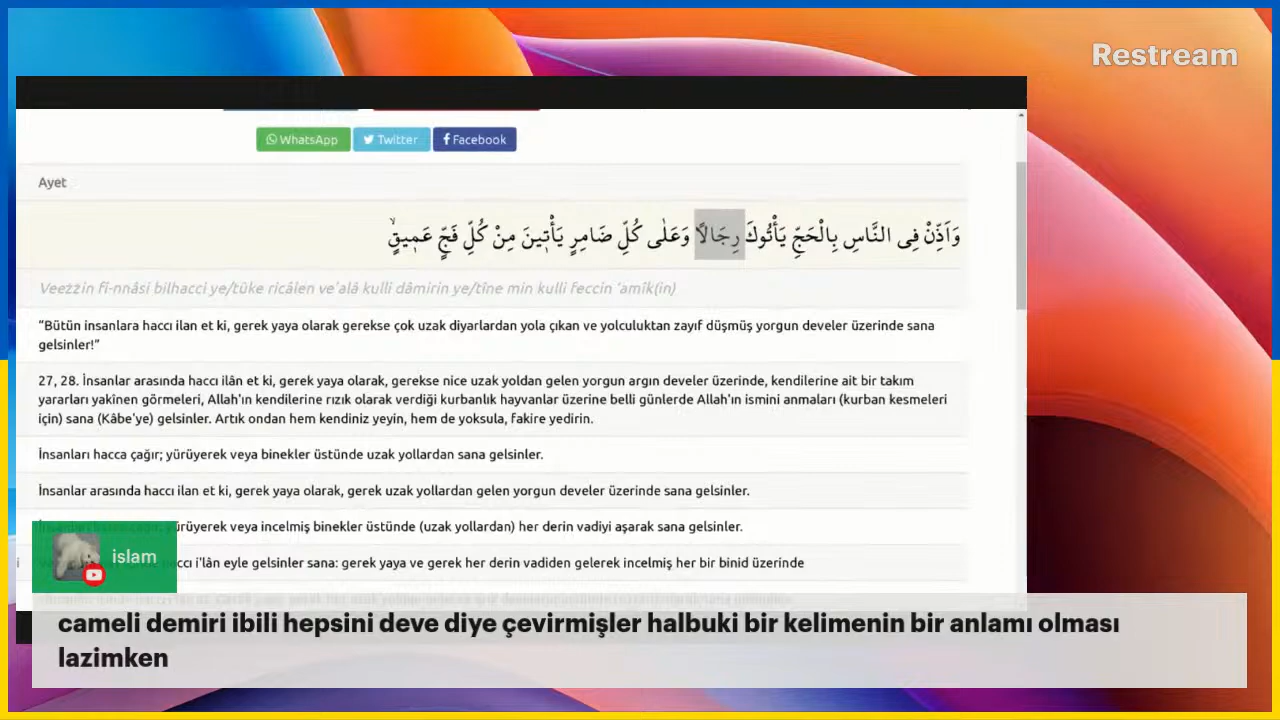 Restream
WhatsApp
Twitter
Facebook
Ayet
وَاَذِّنْ فِى النَّاسِ بِالْحَجِّ يَأْتُوكَ رِجَالًا وَعَلٰى كُلِّ ضَامِرٍ يَأْت۪ينَ مِنْ كُلِّ فَجٍّ عَم۪يقٍۙ
Veezzin fî-nnâsi bilhacci ye/tûke ricâlen ve'alâ kulli dâmirin ye/tîne min kulli feccin 'amîk(in)
“Bütün insanlara haccı ilan et ki, gerek yaya olarak gerekse çok uzak diyarlardan yola çıkan ve yolculuktan zayıf düşmüş yorgun develer üzerinde sana
gelsinler!”
27, 28. İnsanlar arasında haccı ilân et ki, gerek yaya olarak, gerekse nice uzak yoldan gelen yorgun argın develer üzerinde, kendilerine ait bir takım
yararları yakînen görmeleri, Allah'ın kendilerine rızık olarak verdiği kurbanlık hayvanlar üzerine belli günlerde Allah'ın ismini anmaları (kurban kesmeleri
için) sana (Kâbe'ye) gelsinler. Artık ondan hem kendiniz yeyin, hem de yoksula, fakire yedirin.
İnsanları hacca çağır; yürüyerek veya binekler üstünde uzak yollardan sana gelsinler.
İnsanlar arasında haccı ilan et ki, gerek yaya olarak, gerek uzak yollardan gelen yorgun develer üzerinde sana gelsinler.
yürüyerek veya incelmiş binekler üstünde (uzak yollardan) her derin vadiyi aşarak sana gelsinler.
haccı i'lân eyle gelsinler sana: gerek yaya ve gerek her derin vadiden gelerek incelmiş her bir binid üzerinde
islam
cameli demiri ibili hepsini deve diye çevirmişler halbuki bir kelimenin bir anlamı olması
lazimken